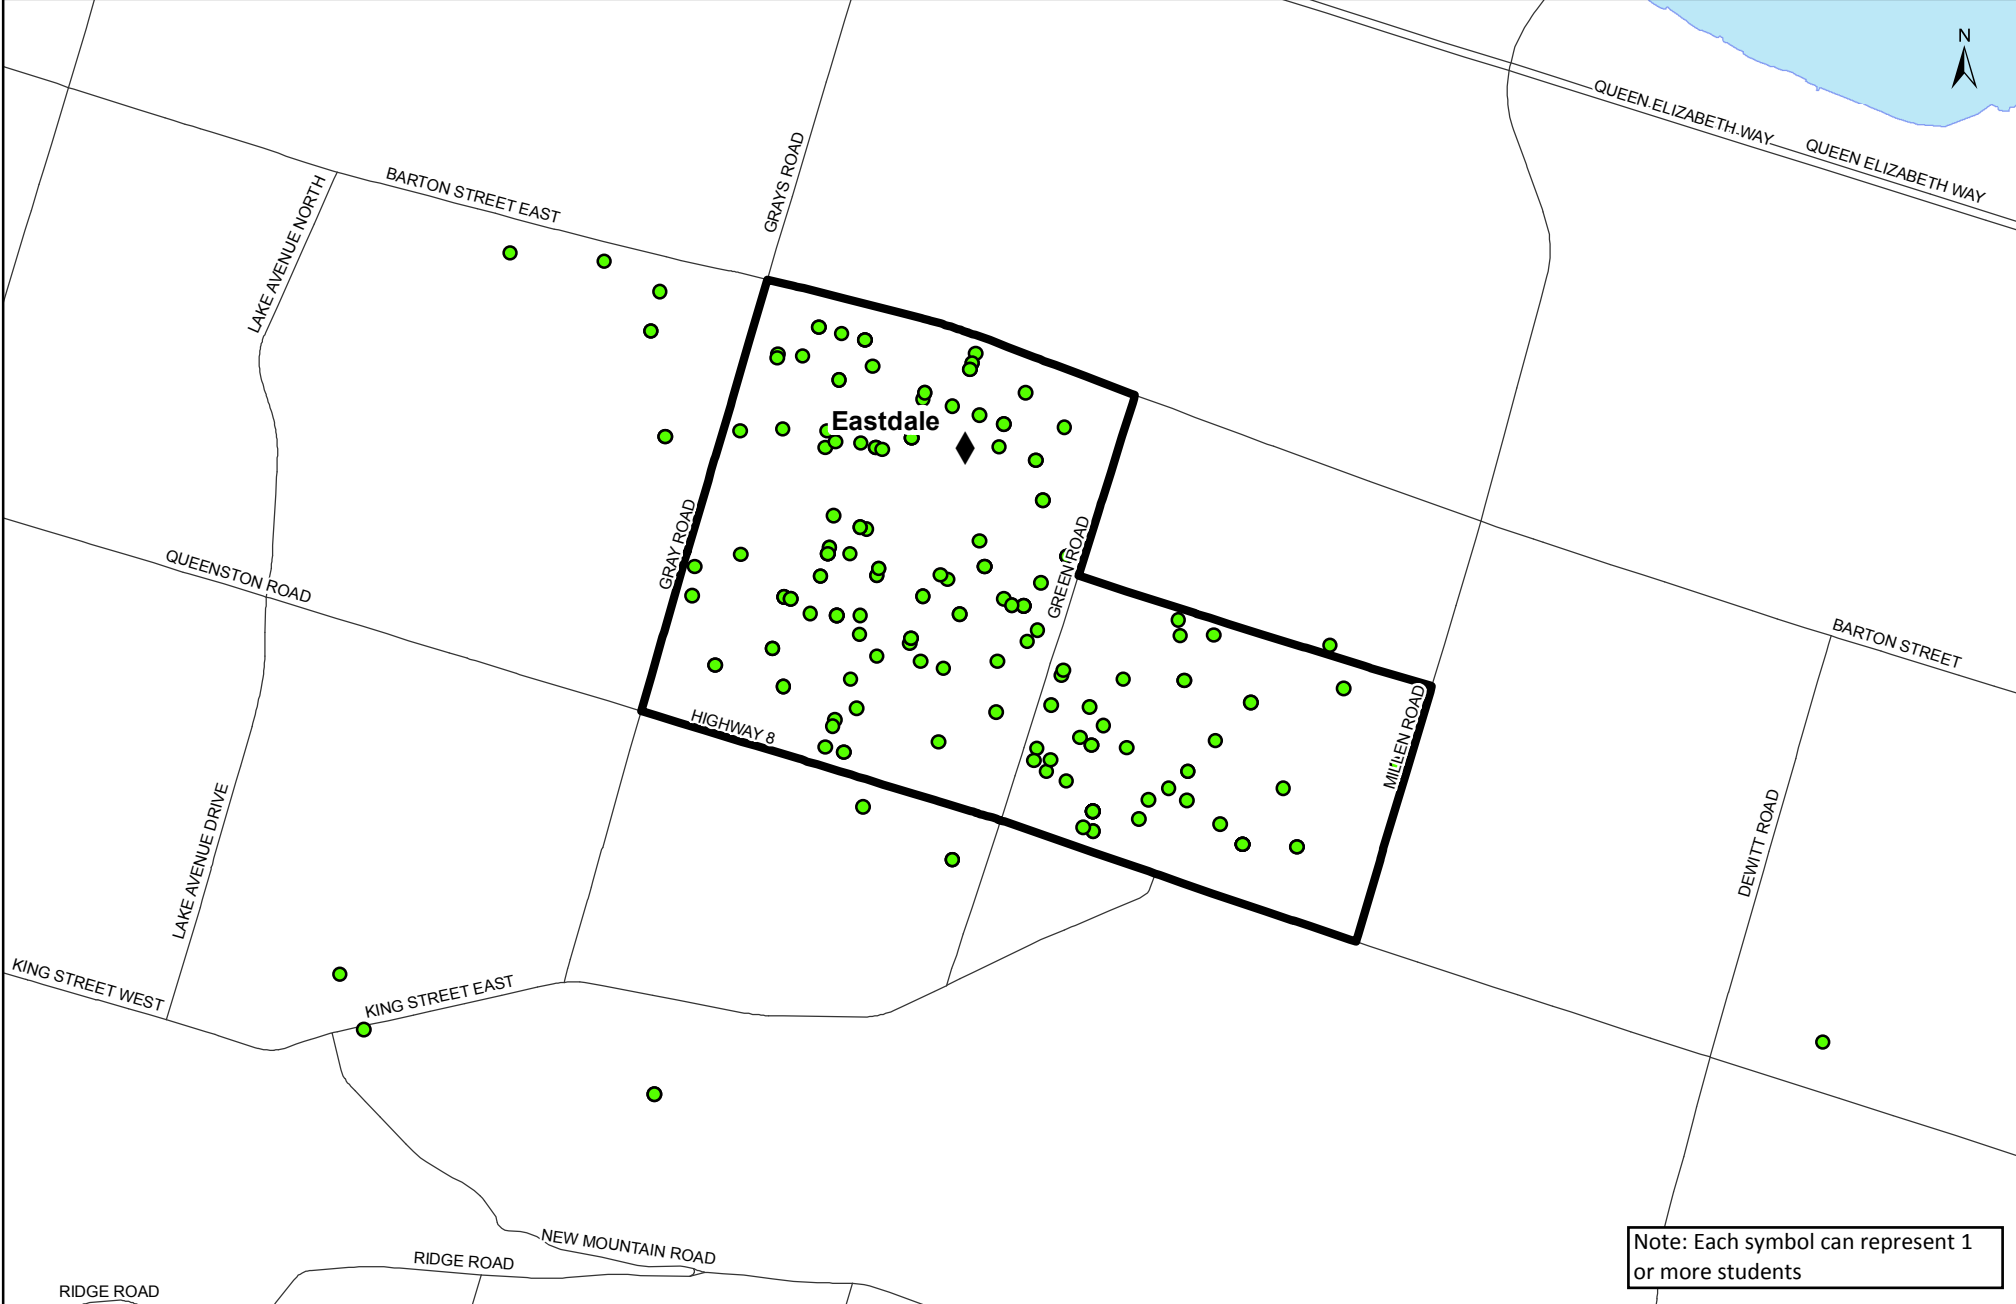 N
QUEEN ELIZABETH WAY
QUEEN ELIZABETH WAY
GRAYS ROAD
BARTON STREET EAST
LAKE AVENUE NORTH
Eastdale
GRAY ROAD
GREEN ROAD
QUEENSTON ROAD
BARTON STREET
HIGHWAY 8
MILLEN ROAD
LAKE AVENUE DRIVE
DEWITT ROAD
KING STREET WEST
KING STREET EAST
NEW MOUNTAIN ROAD
RIDGE ROAD
RIDGE ROAD
Note: Each symbol can represent 1
or more students